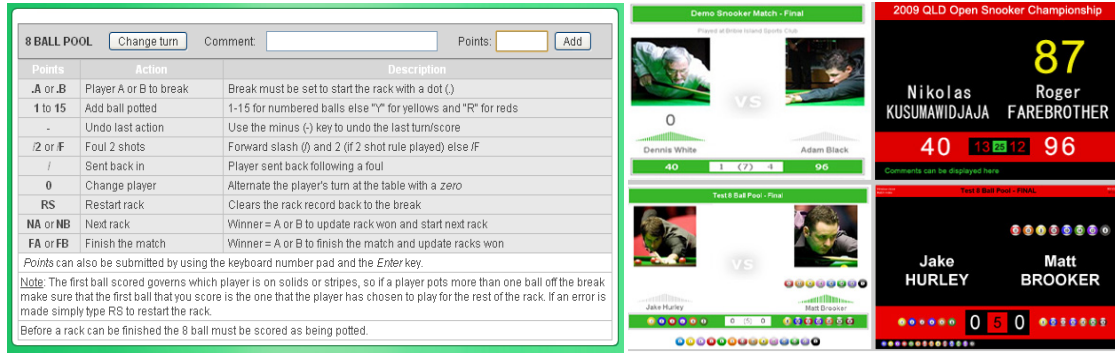 8 BALL POOL Change turn Comment: Points: Add
Points Action Description
.A or .B Player A or B to break Break must be set to start the rack with a dot (.)
1 to 15 Add ball potted 1-15 for numbered balls else "Y" for yellows and "R" for reds
- Undo last action Use the minus (-) key to undo the last turn/score
/2 or /F Foul 2 shots Forward slash (/) and 2 (if 2 shot rule played) else /F
/ Sent back in Player sent back following a foul
0 Change player Alternate the player's turn at the table with a zero
RS Restart rack Clears the rack record back to the break
NA or NB Next rack Winner = A or B to update rack won and start next rack
FA or FB Finish the match Winner = A or B to finish the match and update racks won
Points can also be submitted by using the keyboard number pad and the Enter key.
Note: The first ball scored governs which player is on solids or stripes, so if a player pots more than one ball off the break
make sure that the first ball that you score is the one that the player has chosen to play for the rest of the rack. If an error is
made simply type RS to restart the rack.
Before a rack can be finished the 8 ball must be scored as being potted.
Demo Snooker Match - Final
Played at Bribie Island Sports Club
VS
0
Dennis White Adam Black
40 1 (7) 4 96
2009 QLD Open Snooker Championship
87
Nikolas Roger
KUSUMAWIDJAJA FAREBROTHER
40 13 25 12 96
Comments can be displayed here
Test 8 Ball Pool - Final
VS
Jake Hurley Matt Brooker
0 (5) 0
Test 8 Ball Pool - FINAL
Jake Matt
HURLEY BROOKER
0 5 0